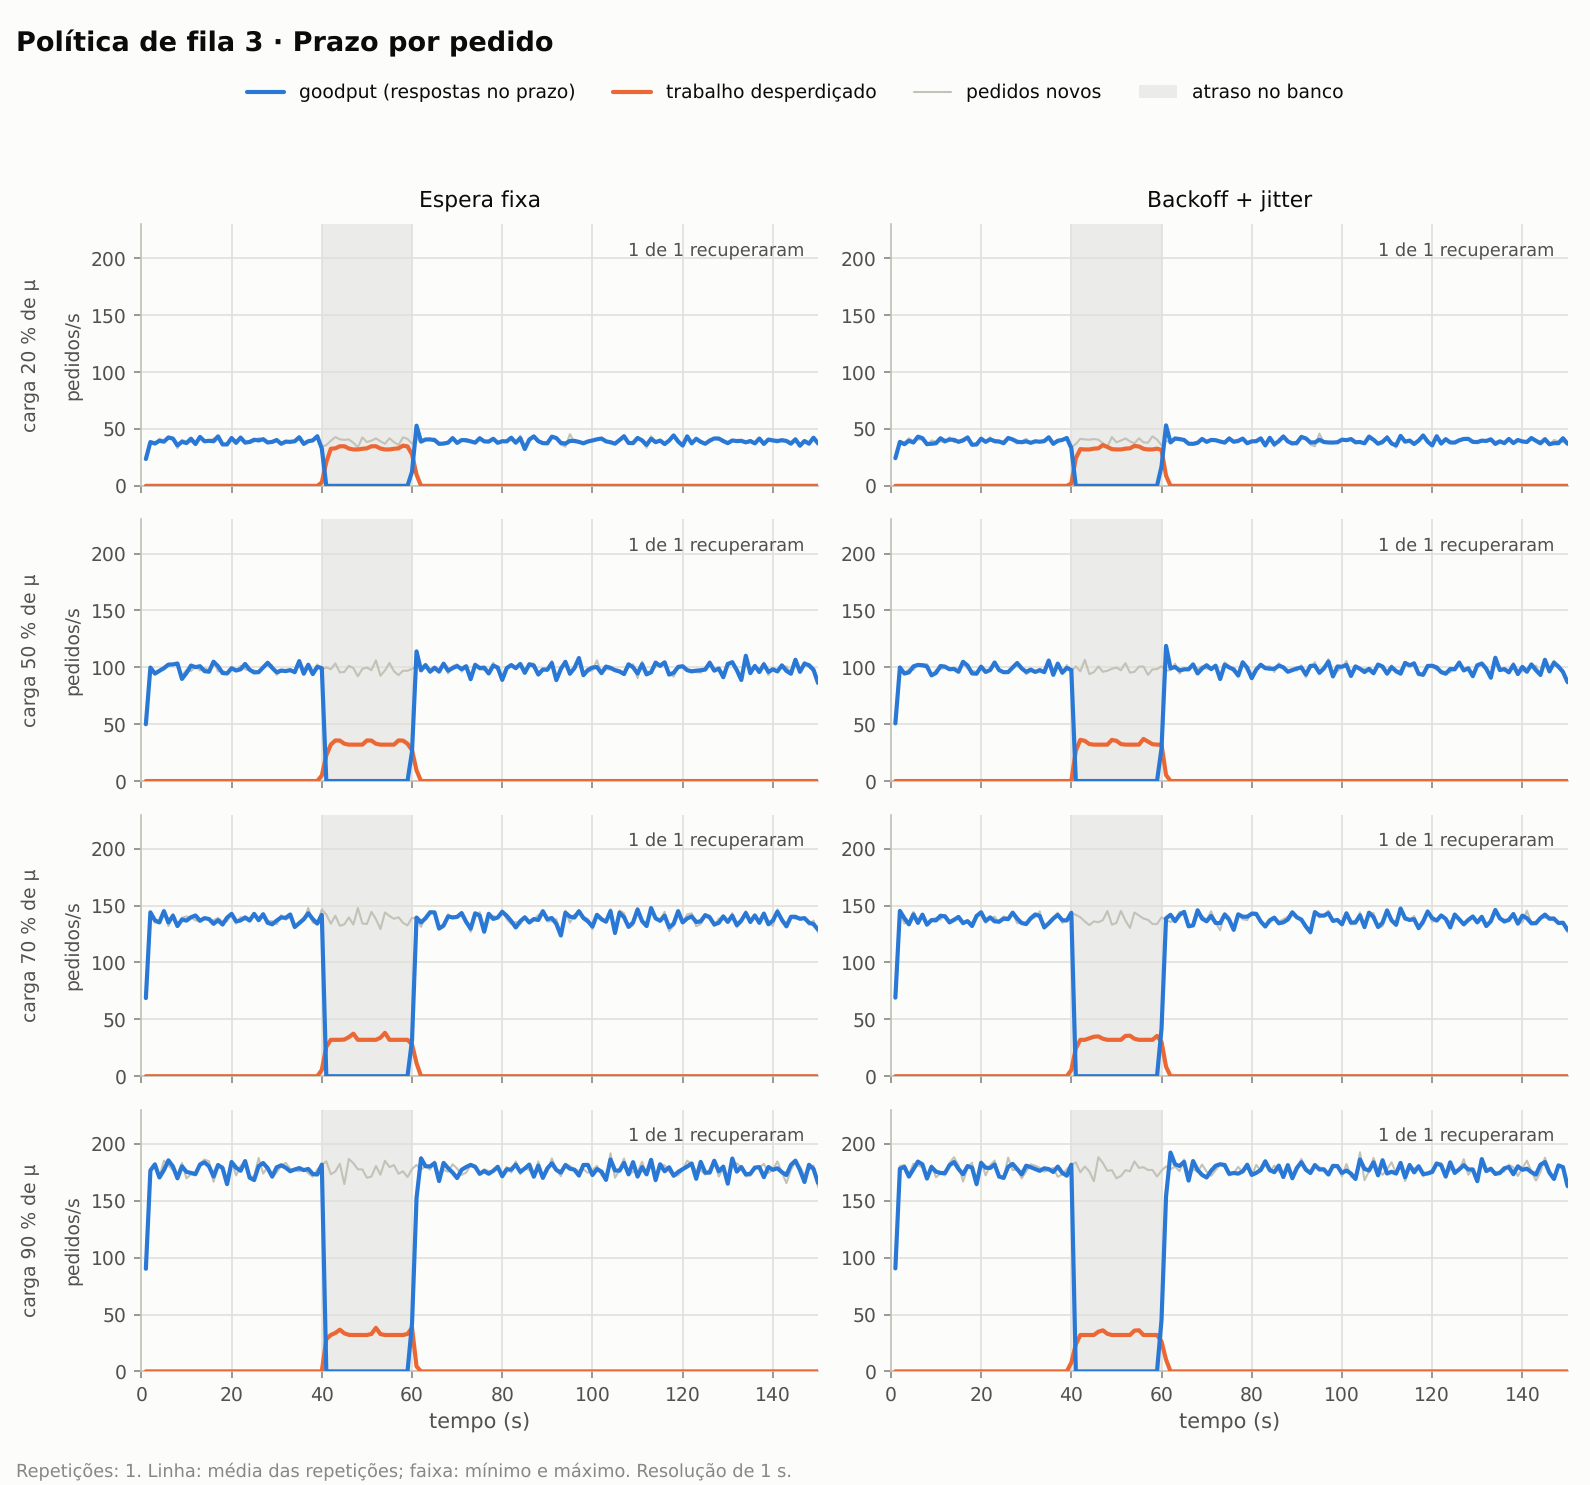 Política de fila 3 · Prazo por pedido
goodput (respostas no prazo) trabalho desperdiçado pedidos novos atraso no banco
Espera fixa Backoff + jitter
carga 20 % de μ
pedidos/s
200
150
100
50
0
1 de 1 recuperaram
200
150
100
50
0
1 de 1 recuperaram
carga 50 % de μ
pedidos/s
200
150
100
50
0
1 de 1 recuperaram
200
150
100
50
0
1 de 1 recuperaram
carga 70 % de μ
pedidos/s
200
150
100
50
0
1 de 1 recuperaram
200
150
100
50
0
1 de 1 recuperaram
carga 90 % de μ
pedidos/s
200
150
100
50
0
1 de 1 recuperaram
0 20 40 60 80 100 120 140
tempo (s)
200
150
100
50
0
1 de 1 recuperaram
0 20 40 60 80 100 120 140
tempo (s)
Repetições: 1. Linha: média das repetições; faixa: mínimo e máximo. Resolução de 1 s.